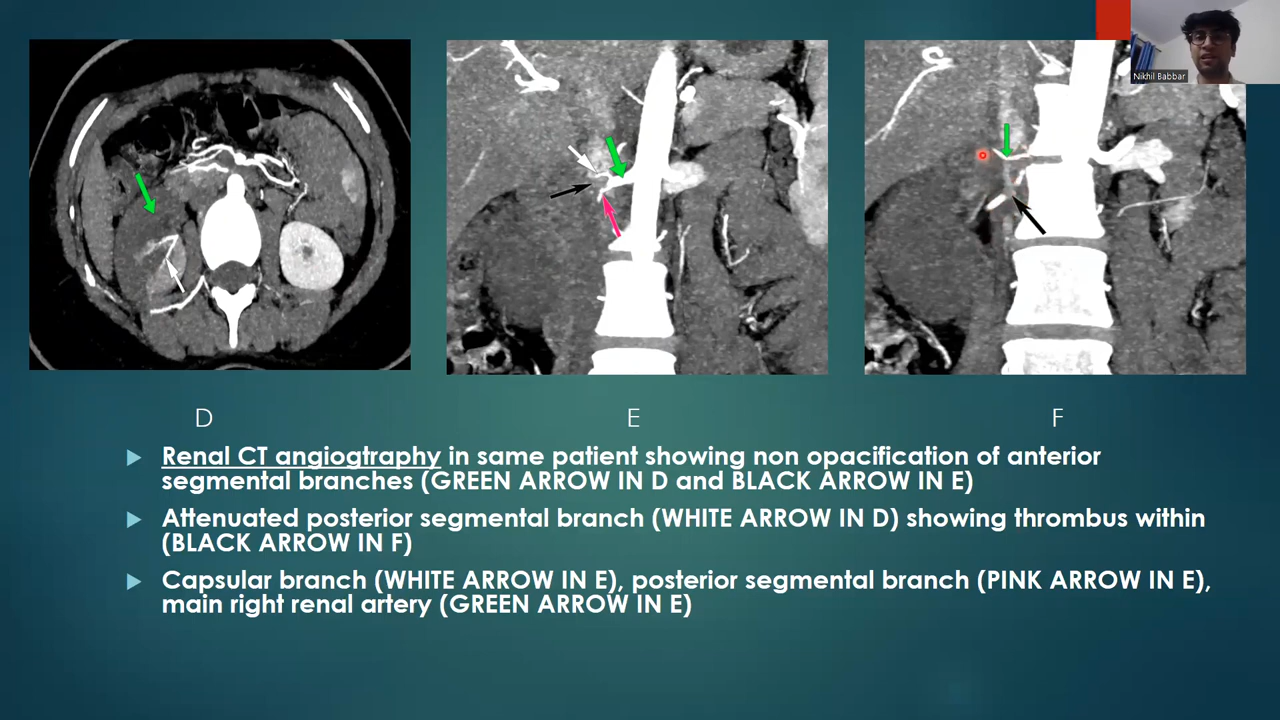 Nikhil Babbar
D
E
F
Renal CT angiography in same patient showing non opacification of anterior
segmental branches (GREEN ARROW IN D and BLACK ARROW IN E)
Attenuated posterior segmental branch (WHITE ARROW IN D) showing thrombus within
(BLACK ARROW IN F)
Capsular branch (WHITE ARROW IN E), posterior segmental branch (PINK ARROW IN E),
main right renal artery (GREEN ARROW IN E)